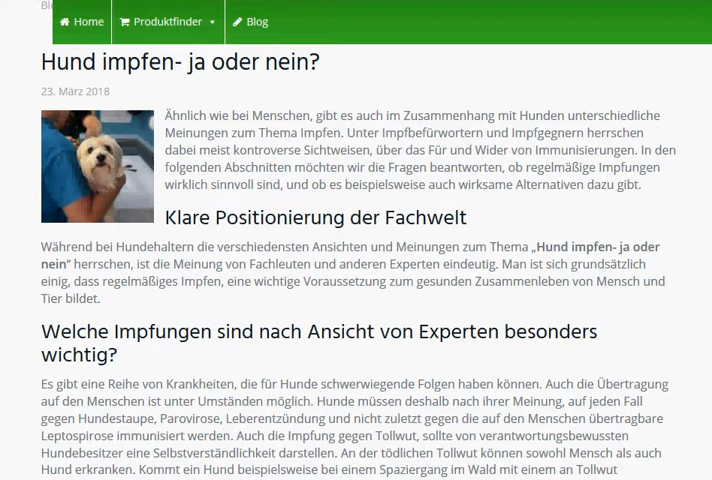 Home Produktfinder Blog
Hund impfen- ja oder nein?
23. März 2018
Ähnlich wie bei Menschen, gibt es auch im Zusammenhang mit Hunden unterschiedliche
Meinungen zum Thema Impfen. Unter Impfbefürwortern und Impfgegnern herrschen
dabei meist kontroverse Sichtweisen, über das Für und Wider von Immunisierungen. In den
folgenden Abschnitten möchten wir die Fragen beantworten, ob regelmäßige Impfungen
wirklich sinnvoll sind, und ob es beispielsweise auch wirksame Alternativen dazu gibt.
Klare Positionierung der Fachwelt
Während bei Hundehaltern die verschiedensten Ansichten und Meinungen zum Thema „Hund impfen- ja oder
nein“ herrschen, ist die Meinung von Fachleuten und anderen Experten eindeutig. Man ist sich grundsätzlich
einig, dass regelmäßiges Impfen, eine wichtige Voraussetzung zum gesunden Zusammenleben von Mensch und
Tier bildet.
Welche Impfungen sind nach Ansicht von Experten besonders
wichtig?
Es gibt eine Reihe von Krankheiten, die für Hunde schwerwiegende Folgen haben können. Auch die Übertragung
auf den Menschen ist unter Umständen möglich. Hunde müssen deshalb nach ihrer Meinung, auf jeden Fall
gegen Hundestaupe, Parovirose, Leberentzündung und nicht zuletzt gegen die auf den Menschen übertragbare
Leptospirose immunisiert werden. Auch die Impfung gegen Tollwut, sollte von verantwortungsbewussten
Hundebesitzer eine Selbstverständlichkeit darstellen. An der tödlichen Tollwut können sowohl Mensch als auch
Hund erkranken. Kommt ein Hund beispielsweise bei einem Spaziergang im Wald mit einem an Tollwut